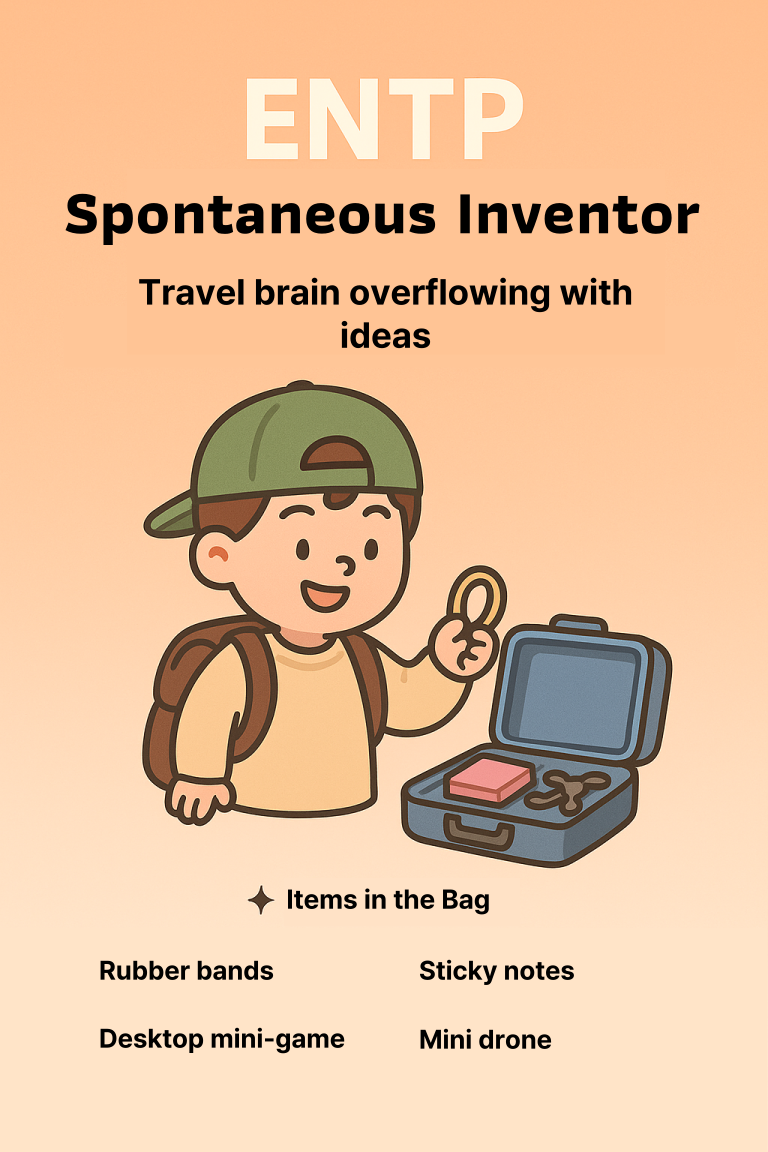 ENTP
Spontaneous Inventor
Travel brain overflowing with
ideas
Items in the Bag
Rubber bands
Sticky notes
Desktop mini-game
Mini drone